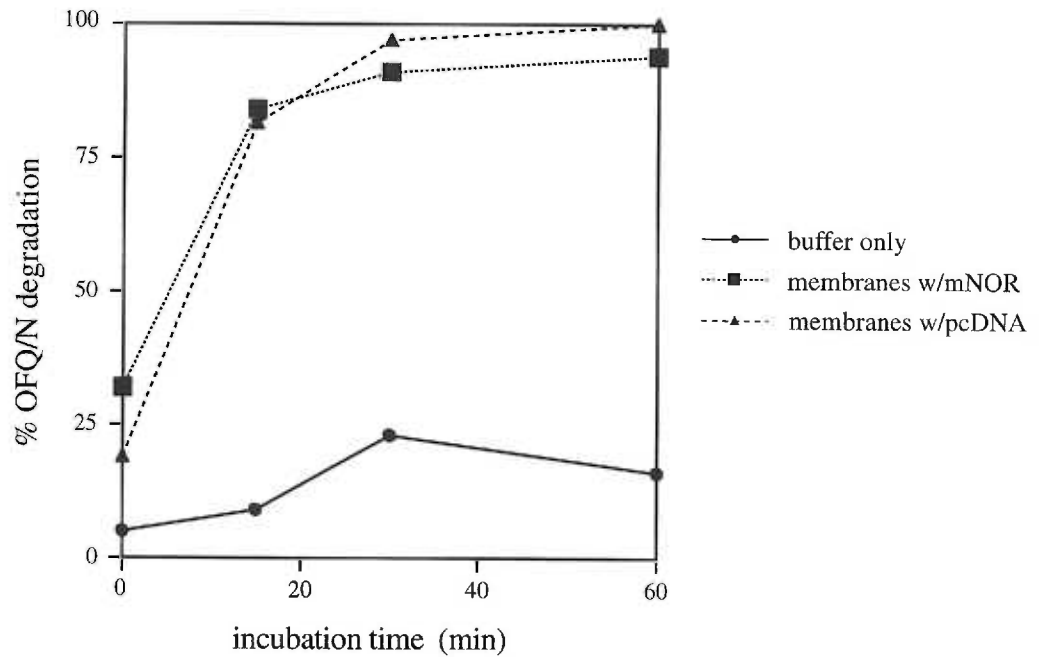 100
75
50
25
0
% OFQ/N degradation
0 20 40 60
incubation time (min)
buffer only
membranes w/mNOR
membranes w/pcDNA